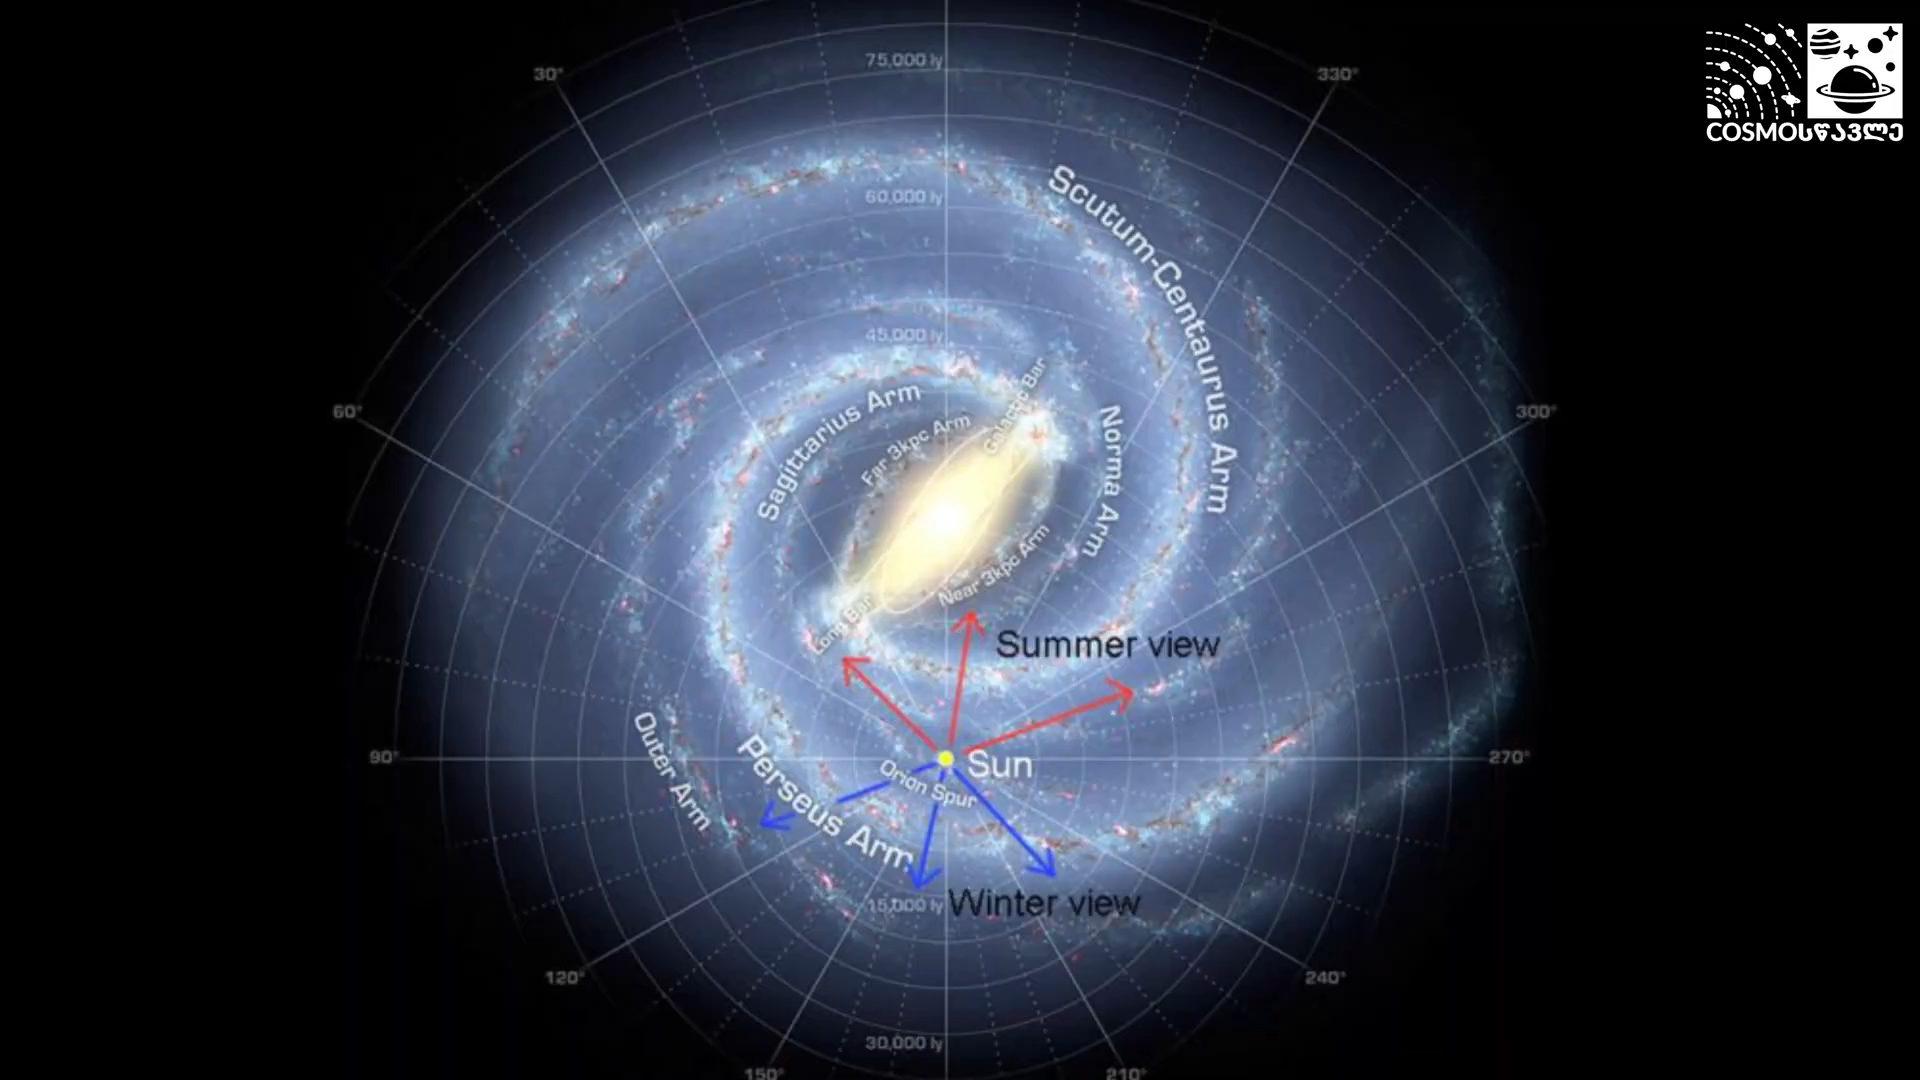 75,000 ly
30°
330°
COSMOსწავლე
Scutum-Centaurus Arm
60,000 ly
45,000 ly
Galactic Bar
Sagittarius Arm
Far 3kpc Arm
Norma Arm
60°
300°
Near 3kpc Arm
Long Bar
Summer view
Outer Arm
Perseus Arm
90°
Sun
270°
Orion Spur
15,000 ly
Winter view
120°
240°
30,000 ly
150°
210°